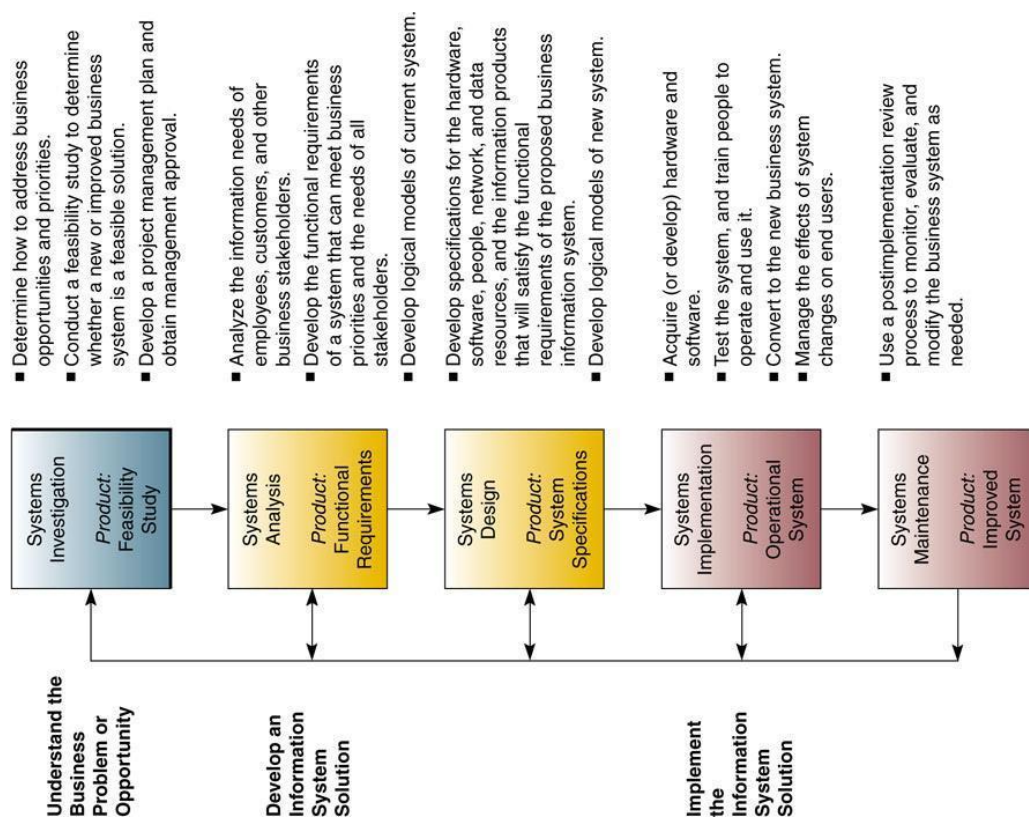 Understand the
Business
Problem or
Opportunity
Systems
Investigation
Product:
Feasibility
Study
■ Determine how to address business
opportunities and priorities.
■ Conduct a feasibility study to determine
whether a new or improved business
system is a feasible solution.
■ Develop a project management plan and
obtain management approval.
Develop an
Information
System
Solution
Systems
Analysis
Product:
Functional
Requirements
■ Analyze the information needs of
employees, customers, and other
business stakeholders.
■ Develop the functional requirements
of a system that can meet business
priorities and the needs of all
stakeholders.
■ Develop logical models of current system.
Systems
Design
Product:
System
Specifications
■ Develop specifications for the hardware,
software, people, network, and data
resources, and the information products
that will satisfy the functional
requirements of the proposed business
information system.
■ Develop logical models of new system.
Implement
the
Information
System
Solution
Systems
Implementation
Product:
Operational
System
■ Acquire (or develop) hardware and
software.
■ Test the system, and train people to
operate and use it.
■ Convert to the new business system.
■ Manage the effects of system
changes on end users.
Systems
Maintenance
Product:
Improved
System
■ Use a postimplementation review
process to monitor, evaluate, and
modify the business system as
needed.